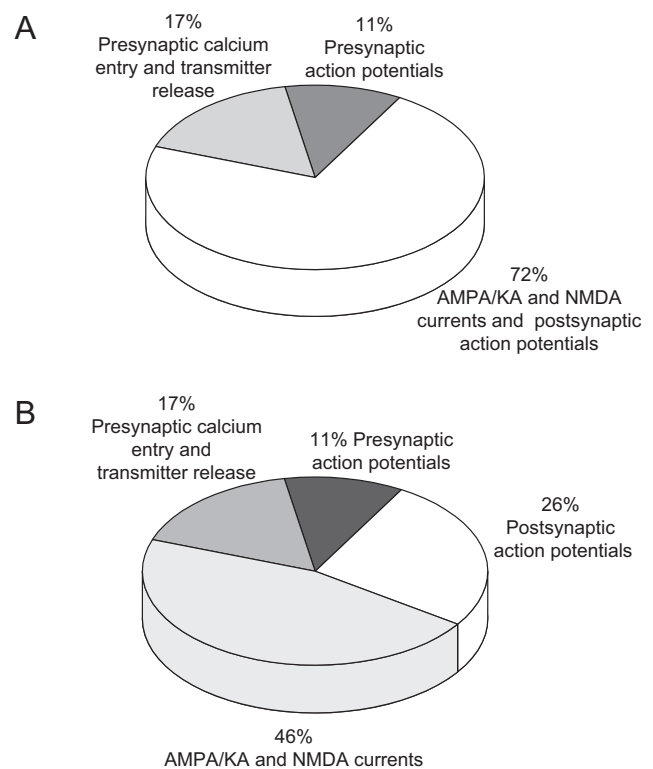 A
17%
Presynaptic calcium
entry and transmitter
release
11%
Presynaptic
action potentials
72%
AMPA/KA and NMDA
currents and postsynaptic
action potentials
B
17%
Presynaptic calcium
entry and
transmitter release
11% Presynaptic
action potentials
26%
Postsynaptic
action potentials
46%
AMPA/KA and NMDA currents